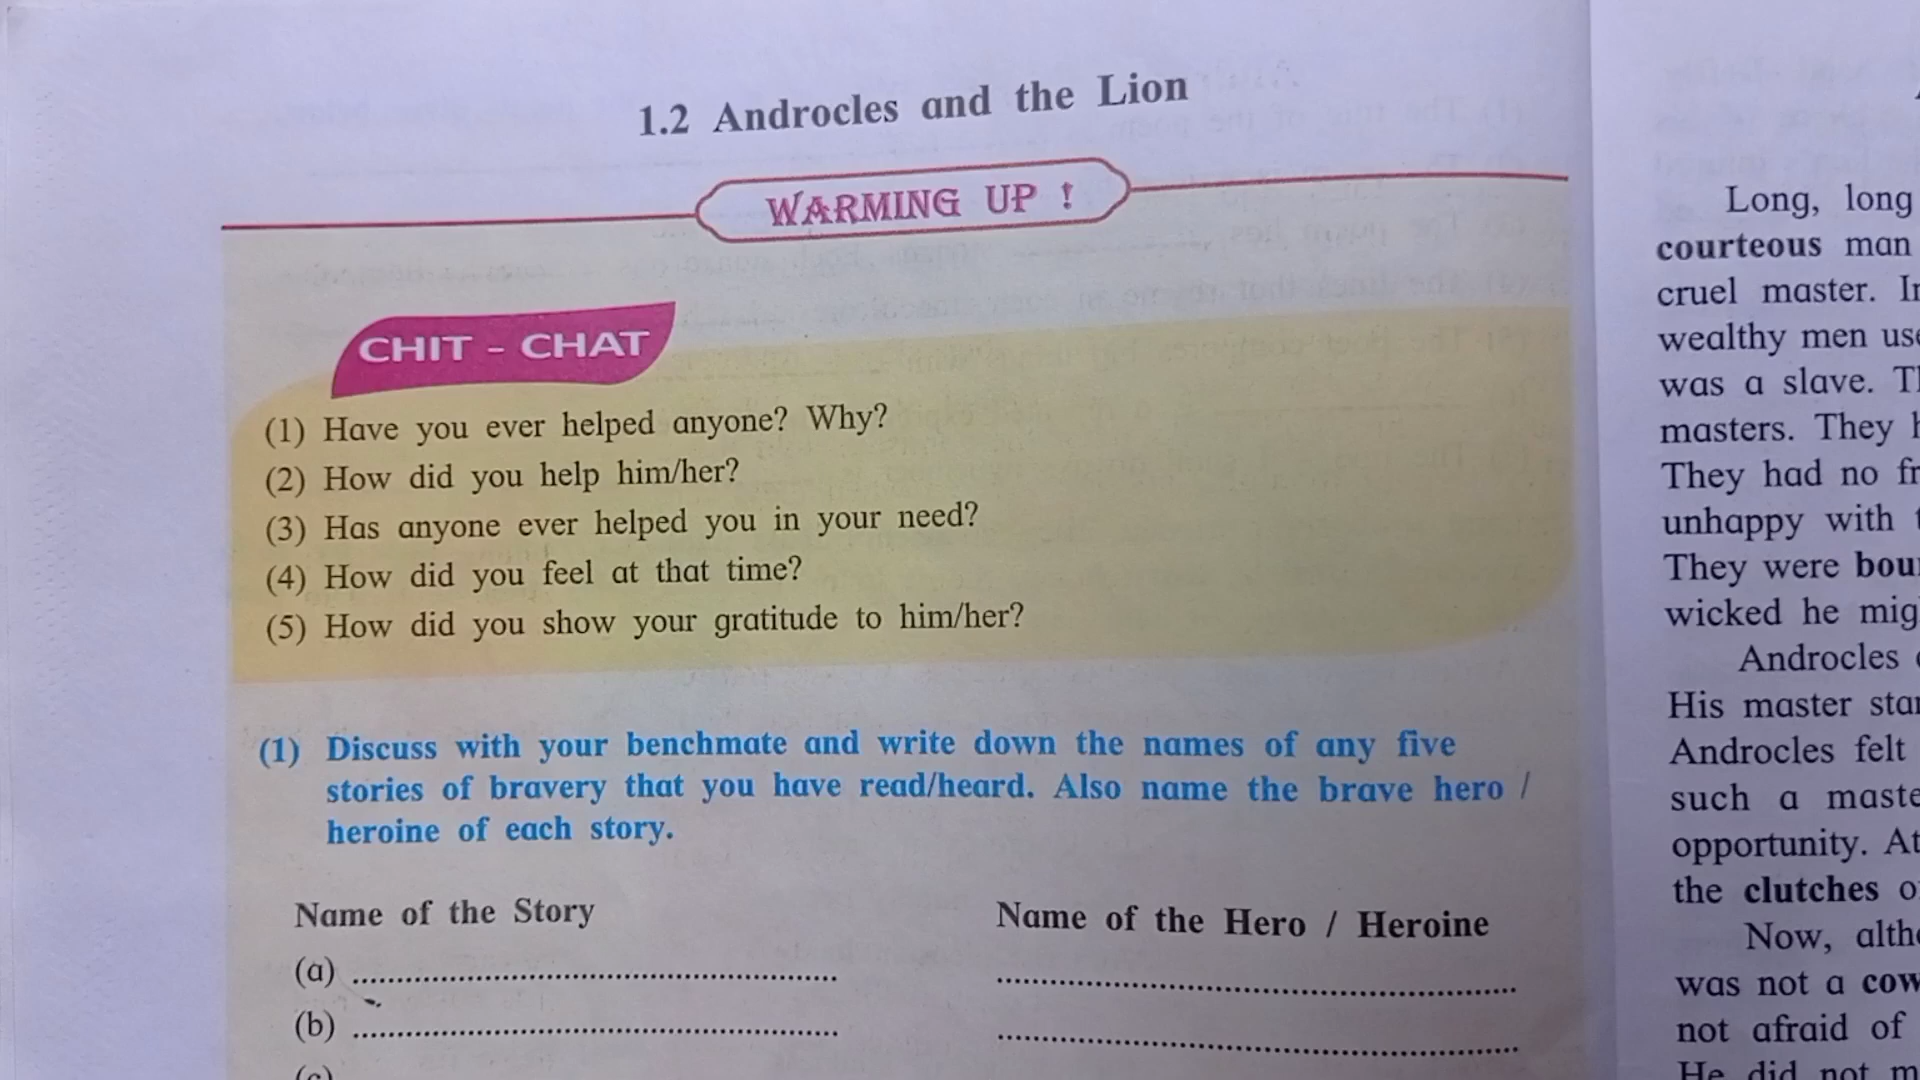 1.2 Androcles and the Lion
WARMING UP !
CHIT - CHAT
(1) Have you ever helped anyone? Why?
(2) How did you help him/her?
(3) Has anyone ever helped you in your need?
(4) How did you feel at that time?
(5) How did you show your gratitude to him/her?
(1) Discuss with your benchmate and write down the names of any five
stories of bravery that you have read/heard. Also name the brave hero /
heroine of each story.
Name of the Story Name of the Hero / Heroine
(a) ........................................................ ............................................................
(b) ........................................................ ............................................................
Long, long
courteous man
cruel master.
wealthy men
was a slave.
masters. They
They had no
unhappy with
They were
wicked he
Androcles
His master
Androcles felt
such a
opportunity.
the clutches
Now,
was not a
not afraid of
He did not